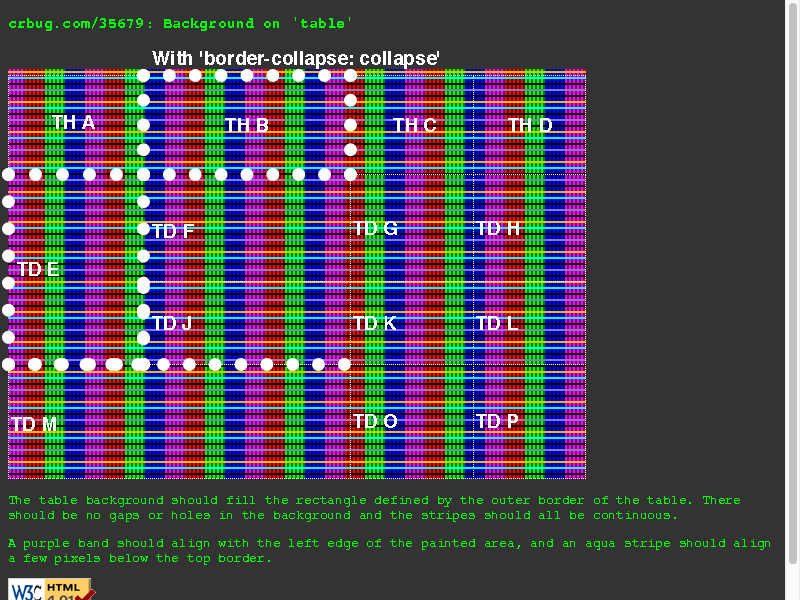 crbug.com/35679: Background on 'table'
With 'border-collapse: collapse'
TH A TH B TH C TH D
TD F TD G TD H
TD E
TD J TD K TD L
TD M TD O TD P
The table background should fill the rectangle defined by the outer border of the table. There
should be no gaps or holes in the background and the stripes should all be continuous.
A purple band should align with the left edge of the painted area, and an aqua stripe should align
a few pixels below the top border.
W3C HTML
4.01